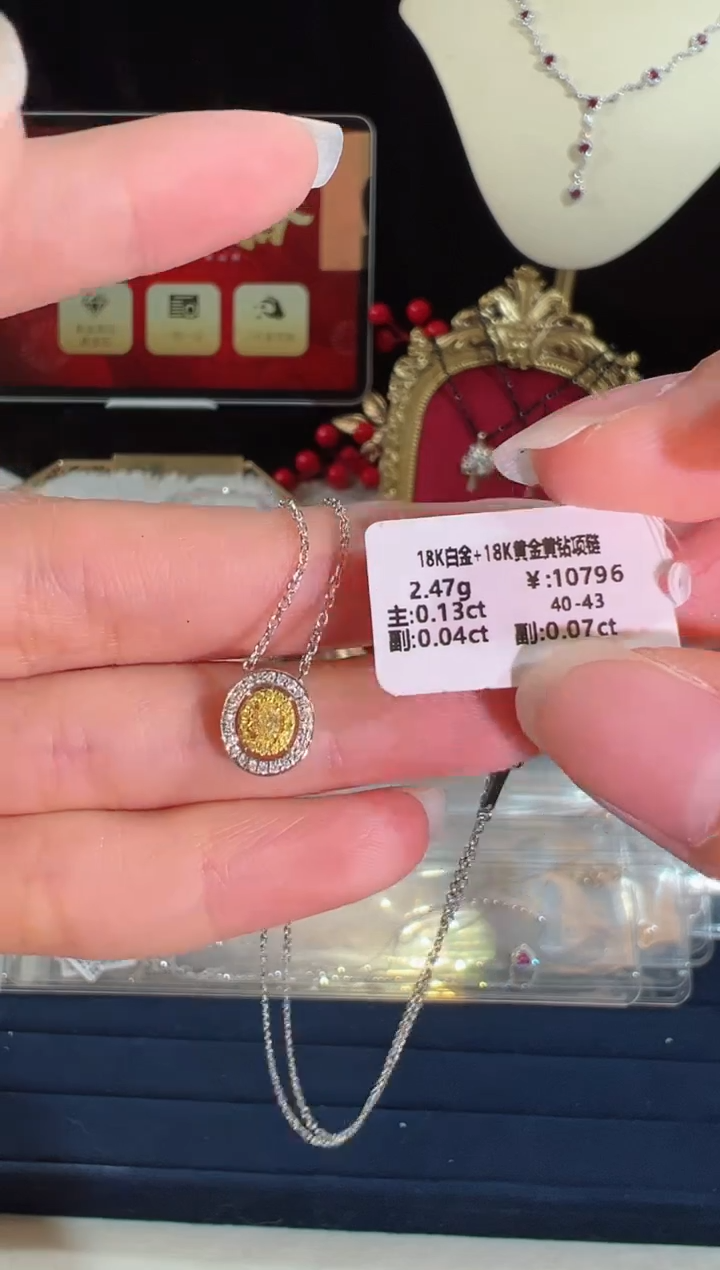 18K白金+18K黄金黄钻项链
2.47g ￥:10796
主:0.13ct 40-43
副:0.04ct 副:0.07ct